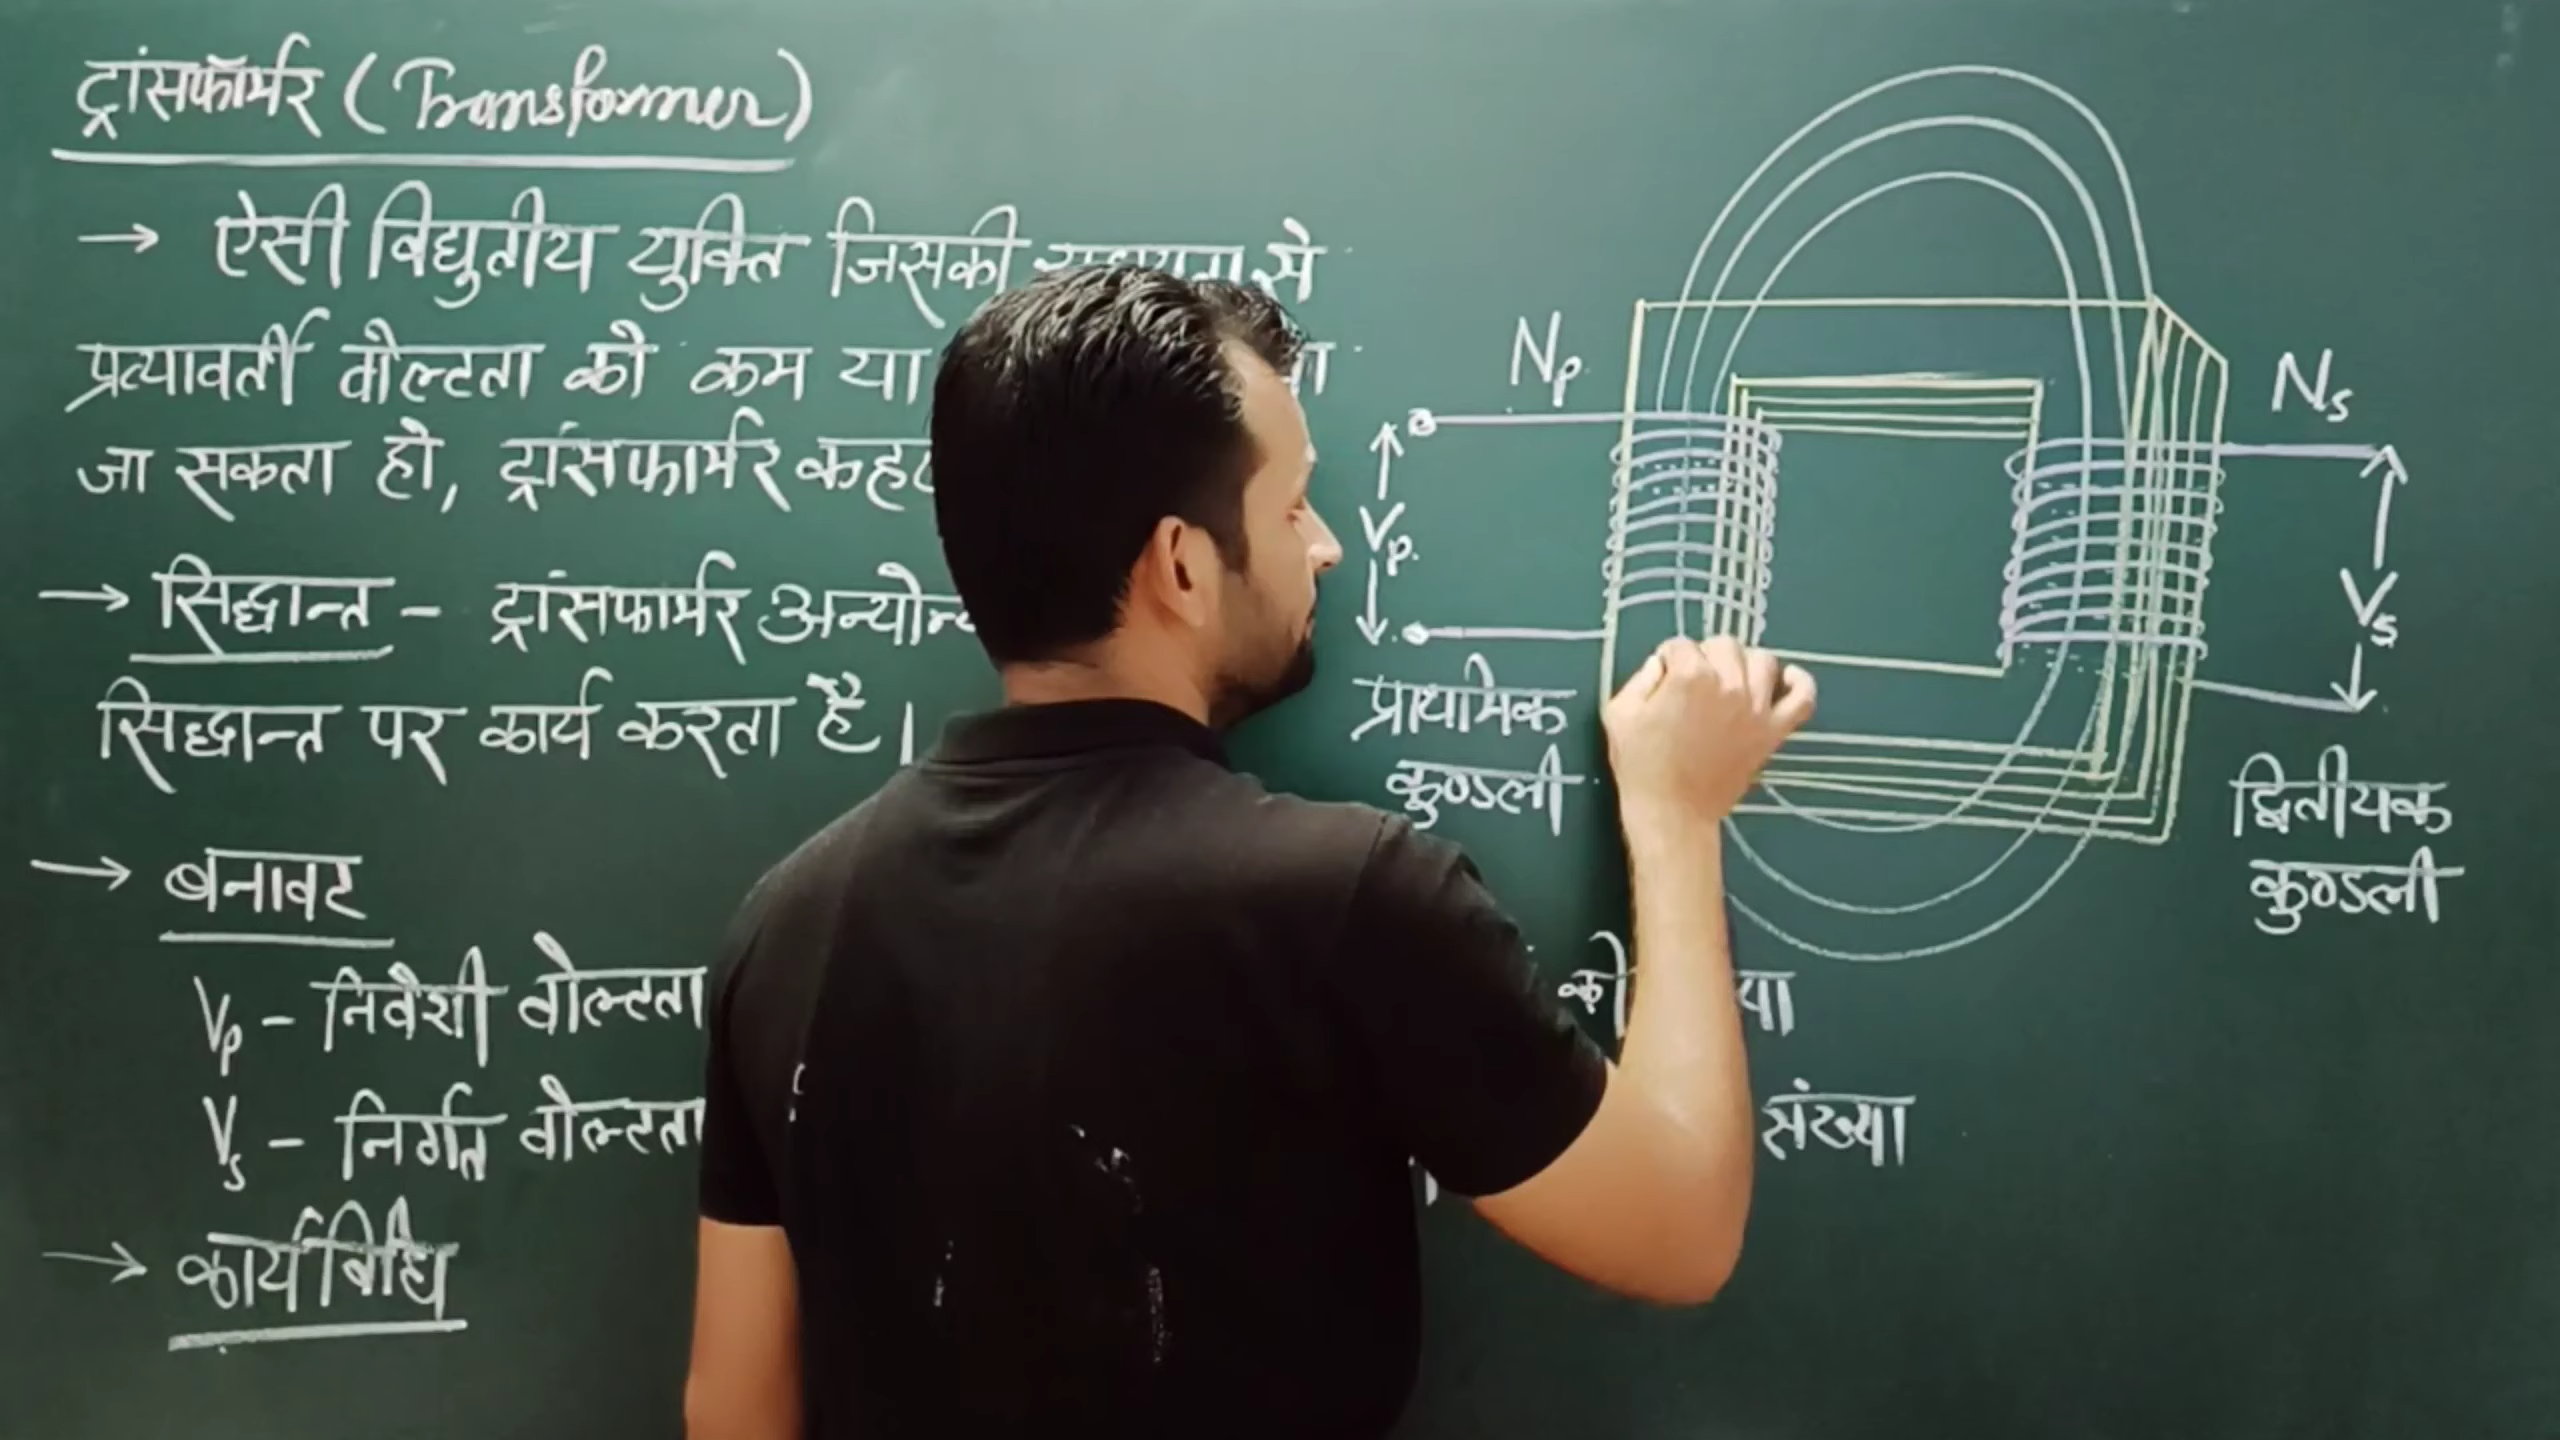 ट्रांसफॉर्मर (Transformer)
→ ऐसी विद्युतीय युक्ति जिसकी से
प्रत्यावर्ती वोल्टता को कम या
जा सकता हो, ट्रांसफार्मर
→ सिद्धान्त - ट्रांसफार्मर
सिद्धान्त पर कार्य करता है।
→ बनावट
Vp - निवेशी वोल्टता
की
Vs - निर्गत वोल्टता
संख्या
→ कार्यविधि
Np
Vp
प्राथमिक
कुण्डली
Ns
Vs
द्वितीयक
कुण्डली